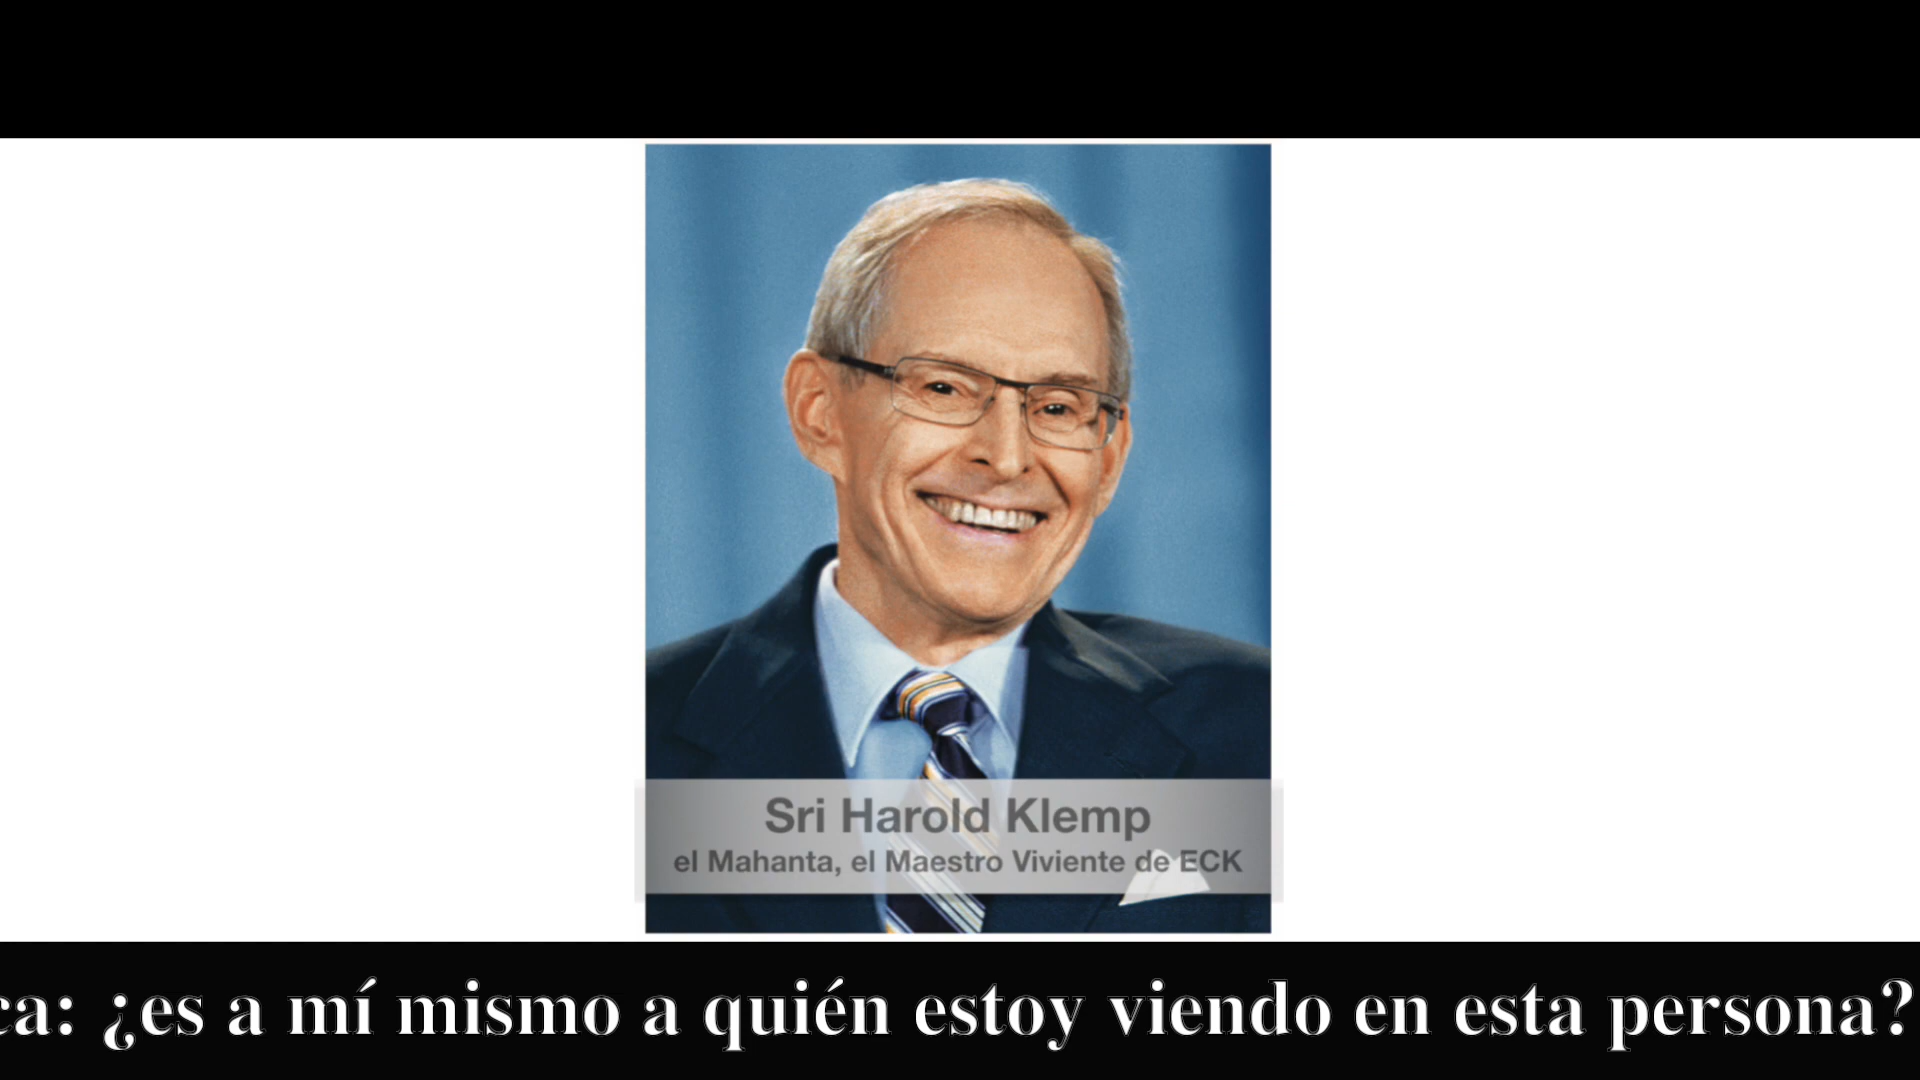 Sri Harold Klemp
el Mahanta, el Maestro Viviente de ECK
ca: ¿es a mí mismo a quién estoy viendo en esta persona?